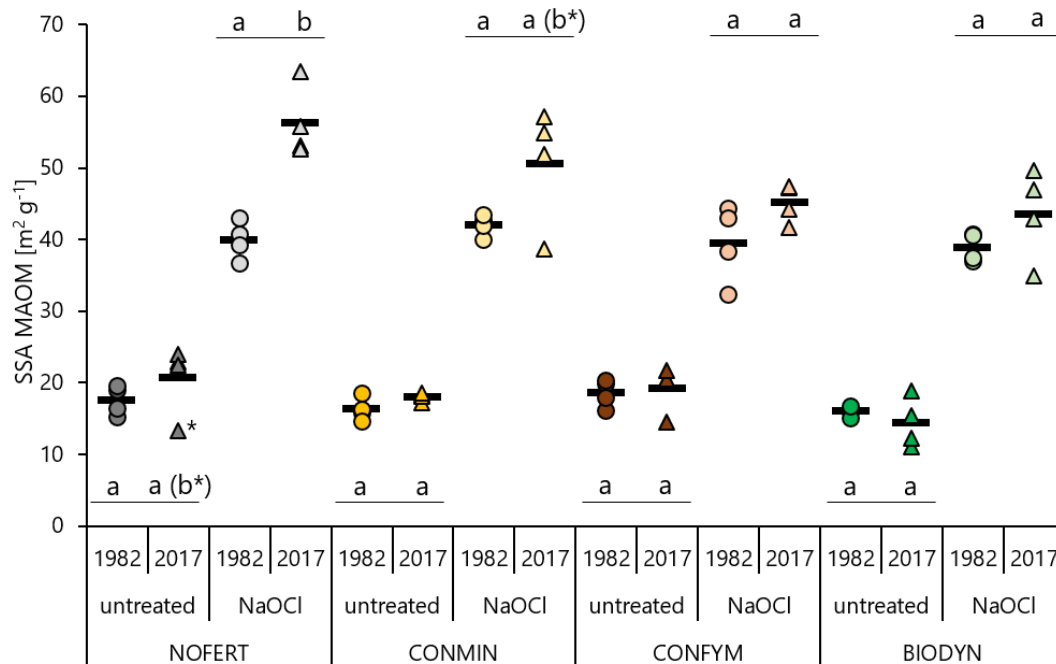 SSA MAOM [m² g⁻¹]
70
60
50
40
30
20
10
0
a b
a a (b*)
a a
a a
*
a a (b*)
a a
a a
a a
1982 2017 1982 2017 1982 2017 1982 2017 1982 2017 1982 2017 1982 2017 1982 2017
untreated NaOCl untreated NaOCl untreated NaOCl untreated NaOCl
NOFERT CONMIN CONFYM BIODYN